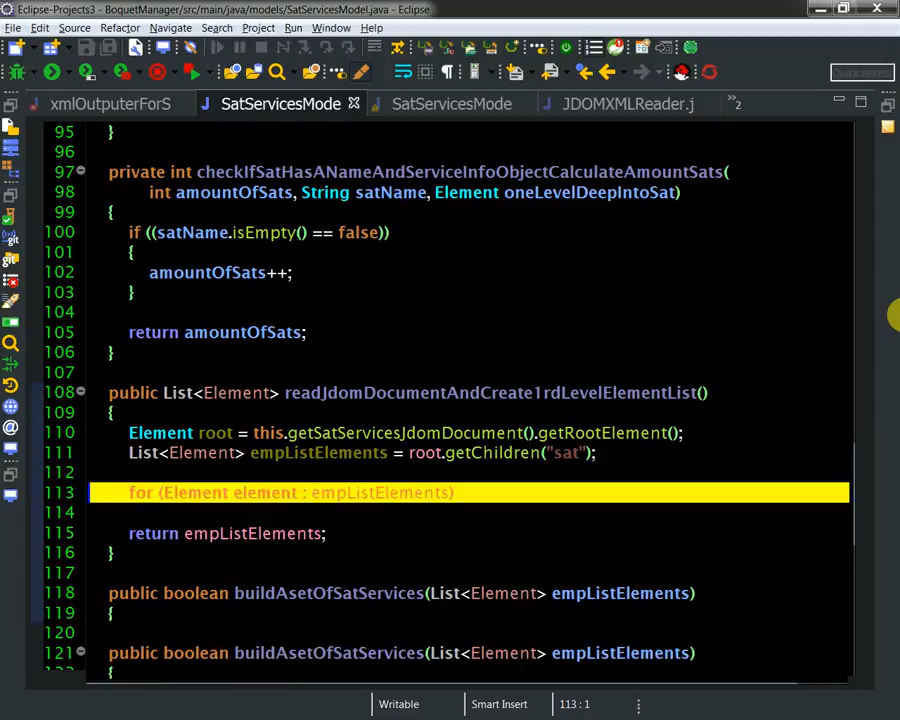 Eclipse-Projects3 - BoquetManager/src/main/java/models/SatServicesModel.java - Eclipse
File Edit Source Refactor Navigate Search Project Run Window Help
Quick Access
xmlOutputerForS SatServicesMode SatServicesMode JDOMXMLReader.j »2
95 }
96
97 private int checkIfSatHasANameAndServiceInfoObjectCalculateAmountSats(
98 int amountOfSats, String satName, Element oneLevelDeepIntoSat)
99 {
100 if ((satName.isEmpty() == false))
101 {
102 amountOfSats++;
103 }
104
105 return amountOfSats;
106 }
107
108 public List<Element> readJdomDocumentAndCreate1rdLevelElementList()
109 {
110 Element root = this.getSatServicesJdomDocument().getRootElement();
111 List<Element> empListElements = root.getChildren("sat");
112
113 for (Element element : empListElements)
114
115 return empListElements;
116 }
117
118 public boolean buildAsetOfSatServices(List<Element> empListElements)
119 {
120
121 public boolean buildAsetOfSatServices(List<Element> empListElements)
{
Writable Smart Insert 113 : 1